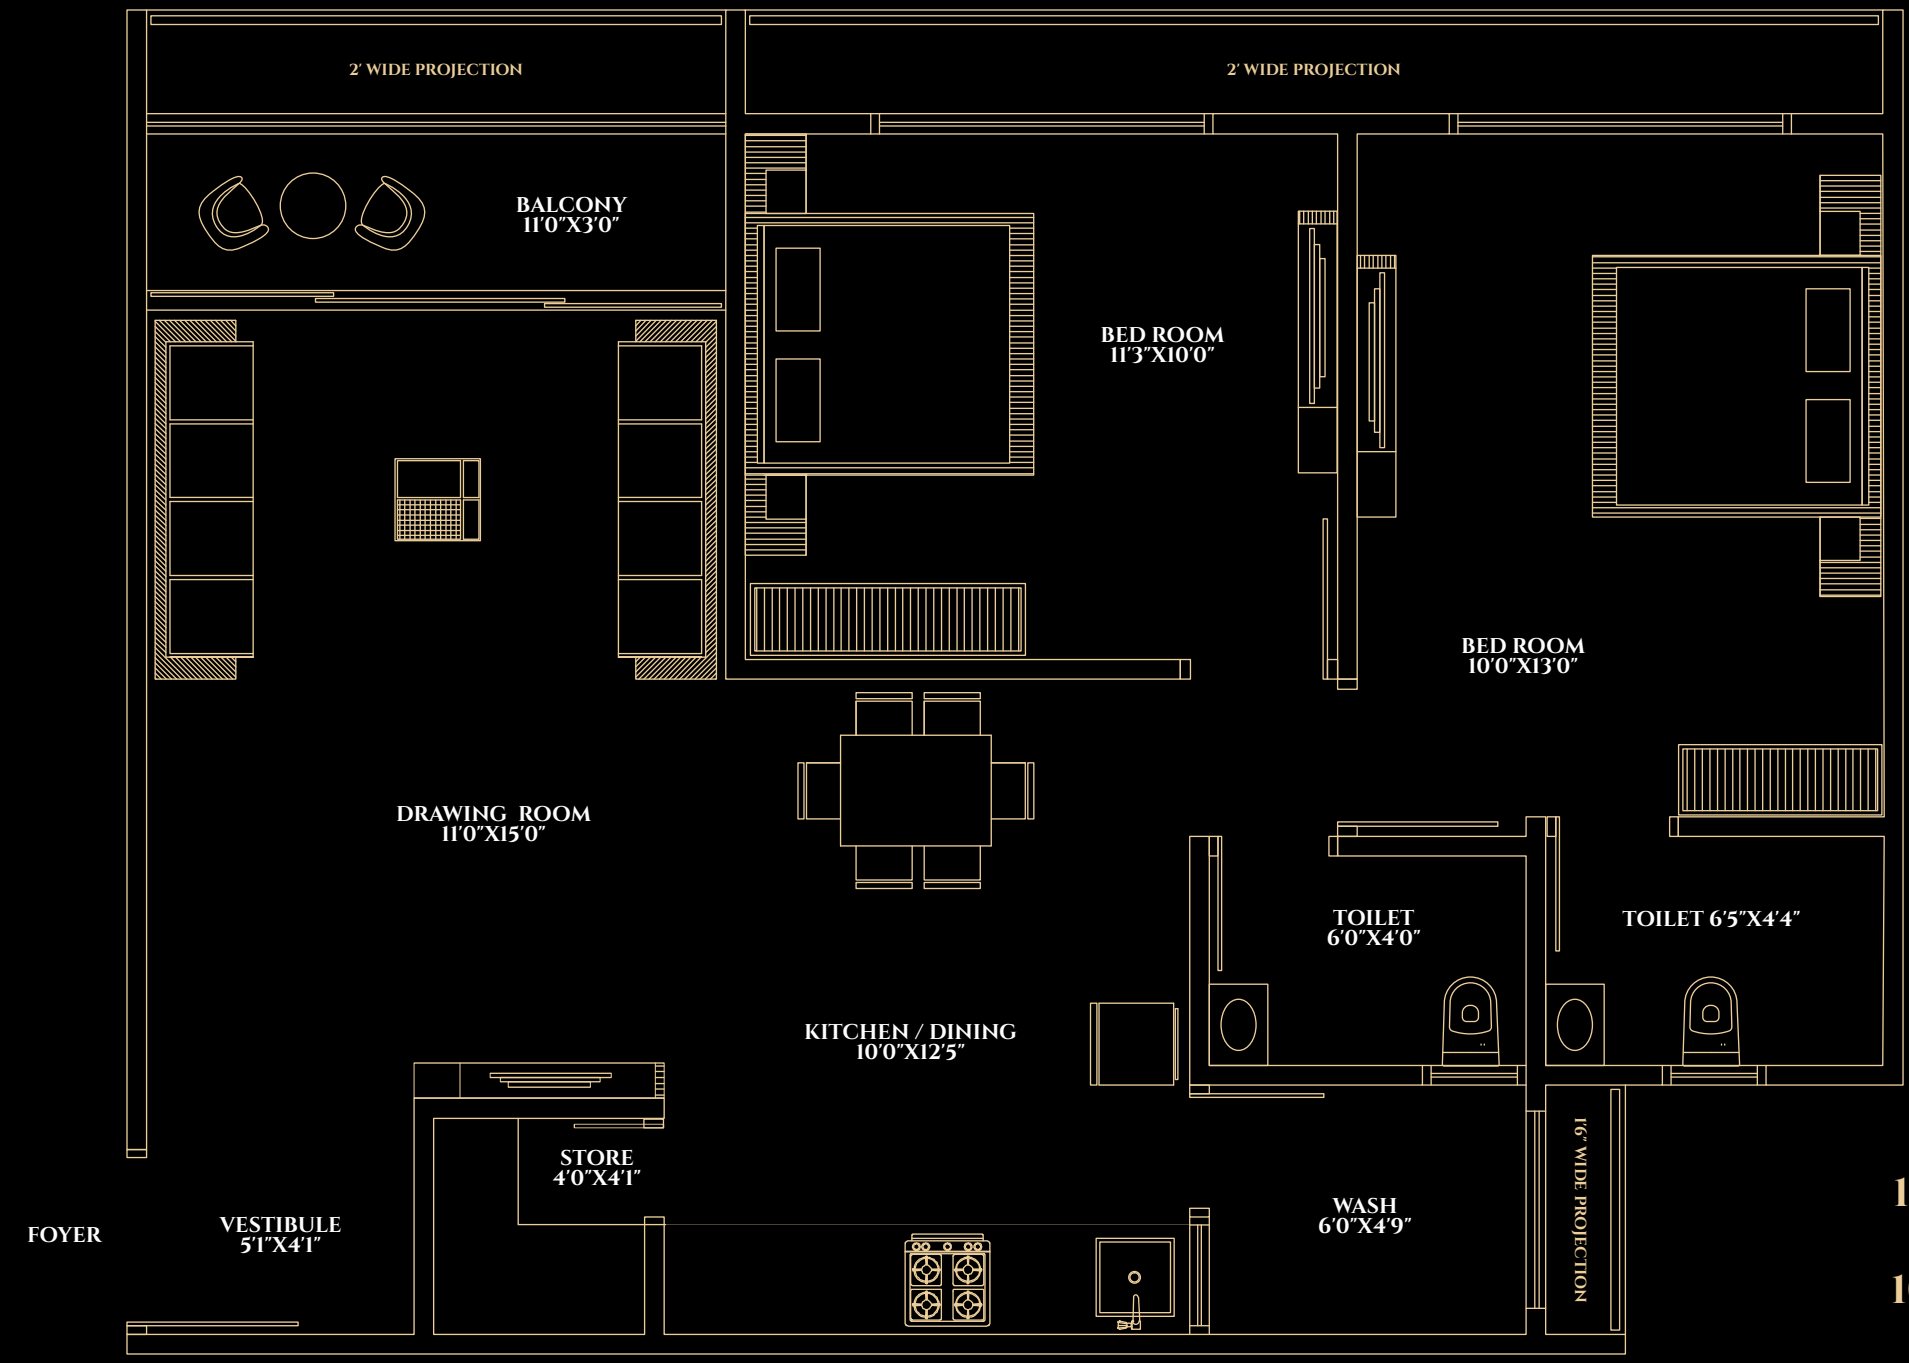 2' WIDE PROJECTION
2' WIDE PROJECTION
BALCONY
11'0"X3'0"
BED ROOM
11'3"X10'0"
BED ROOM
10'0"X13'0"
DRAWING ROOM
11'0"X15'0"
TOILET
6'0"X4'0"
TOILET 6'5"X4'4"
KITCHEN / DINING
10'0"X12'5"
STORE
4'0"X4'1"
1'6" WIDE PROJECTION
WASH
6'0"X4'9"
VESTIBULE
5'1"X4'1"
FOYER